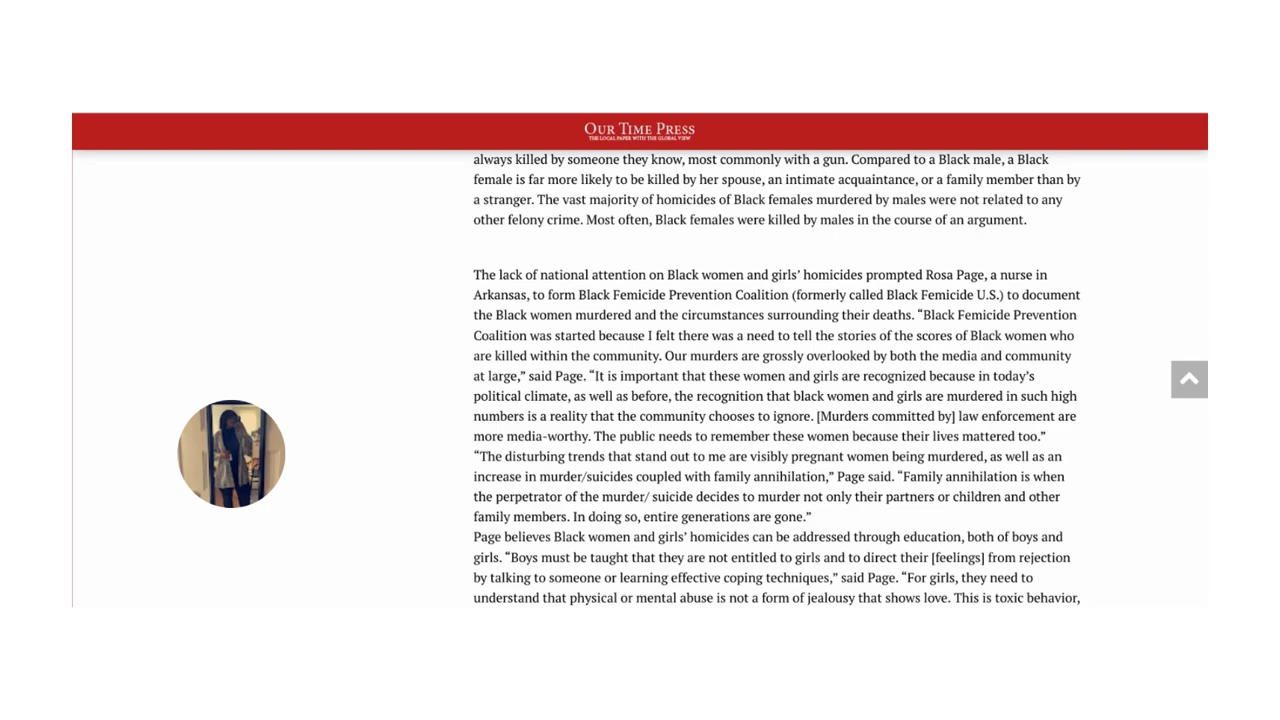 OUR TIME PRESS
THE LOCAL PAPER WITH THE GLOBAL VIEW
always killed by someone they know, most commonly with a gun. Compared to a Black male, a Black
female is far more likely to be killed by her spouse, an intimate acquaintance, or a family member than by
a stranger. The vast majority of homicides of Black females murdered by males were not related to any
other felony crime. Most often, Black females were killed by males in the course of an argument.
The lack of national attention on Black women and girls’ homicides prompted Rosa Page, a nurse in
Arkansas, to form Black Femicide Prevention Coalition (formerly called Black Femicide U.S.) to document
the Black women murdered and the circumstances surrounding their deaths. “Black Femicide Prevention
Coalition was started because I felt there was a need to tell the stories of the scores of Black women who
are killed within the community. Our murders are grossly overlooked by both the media and community
at large,” said Page. “It is important that these women and girls are recognized because in today’s
political climate, as well as before, the recognition that black women and girls are murdered in such high
numbers is a reality that the community chooses to ignore. [Murders committed by] law enforcement are
more media-worthy. The public needs to remember these women because their lives mattered too.”
“The disturbing trends that stand out to me are visibly pregnant women being murdered, as well as an
increase in murder/suicides coupled with family annihilation,” Page said. “Family annihilation is when
the perpetrator of the murder/ suicide decides to murder not only their partners or children and other
family members. In doing so, entire generations are gone.”
Page believes Black women and girls’ homicides can be addressed through education, both of boys and
girls. “Boys must be taught that they are not entitled to girls and to direct their [feelings] from rejection
by talking to someone or learning effective coping techniques,” said Page. “For girls, they need to
understand that physical or mental abuse is not a form of jealousy that shows love. This is toxic behavior,